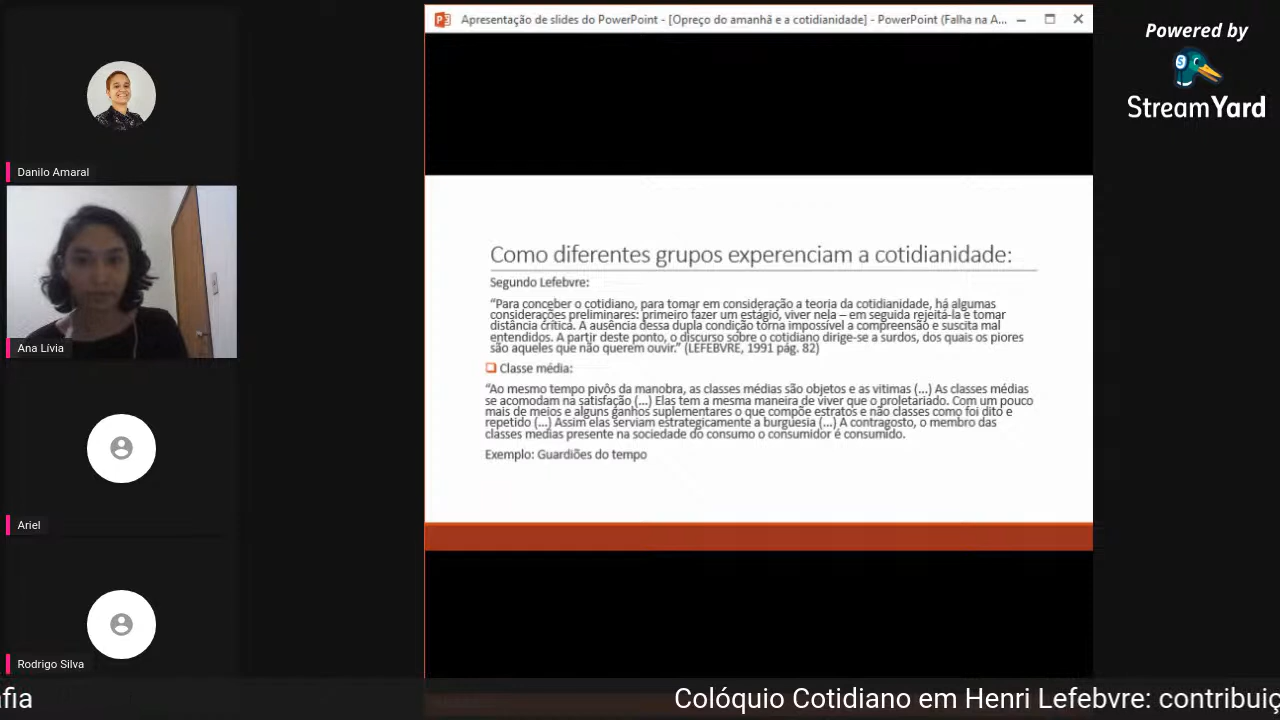 Apresentação de slides do PowerPoint - [Opreço do amanhã e a cotidianidade] - PowerPoint (Falha na A...
Powered by
StreamYard
Danilo Amaral
Ana Lívia
Ariel
Rodrigo Silva
Como diferentes grupos experenciam a cotidianidade:
Segundo Lefebvre:
“Para conceber o cotidiano, para tomar em consideração a teoria da cotidianidade, há algumas
considerações preliminares: primeiro fazer um estágio, viver nela – em seguida rejeitá-la e tomar
distância crítica. A ausência dessa dupla condição torna impossível a compreensão e suscita mal
entendidos. A partir deste ponto, o discurso sobre o cotidiano dirige-se a surdos, dos quais os piores
são aqueles que não querem ouvir.” (LEFEBVRE, 1991 pág. 82)
Classe média:
“Ao mesmo tempo pivôs da manobra, as classes médias são objetos e as vitimas (...) As classes médias
se acomodam na satisfação (...) Elas tem a mesma maneira de viver que o proletariado. Com um pouco
mais de meios e alguns ganhos suplementares o que compõe estratos e não classes como foi dito e
repetido (...) Assim elas serviam estrategicamente a burguesia (...) A contragosto, o membro das
classes medias presente na sociedade do consumo o consumidor é consumido.
Exemplo: Guardiões do tempo
afia
Colóquio Cotidiano em Henri Lefebvre: contribuiç